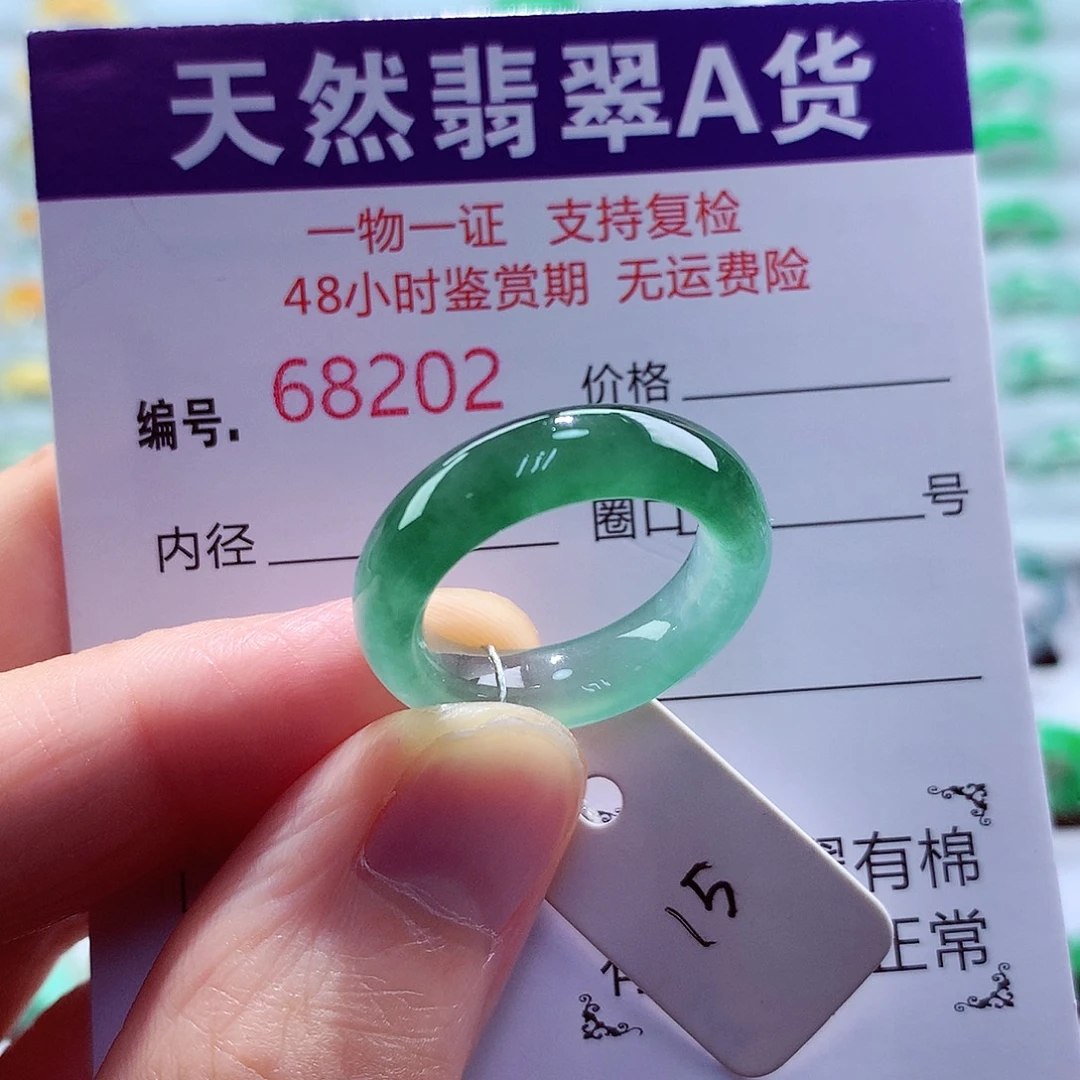 天然翡翠A货
一物一证 支持复检
48小时鉴赏期 无运费险
编号. 68202 价格
内径 圈口 号
有棉
正常
15